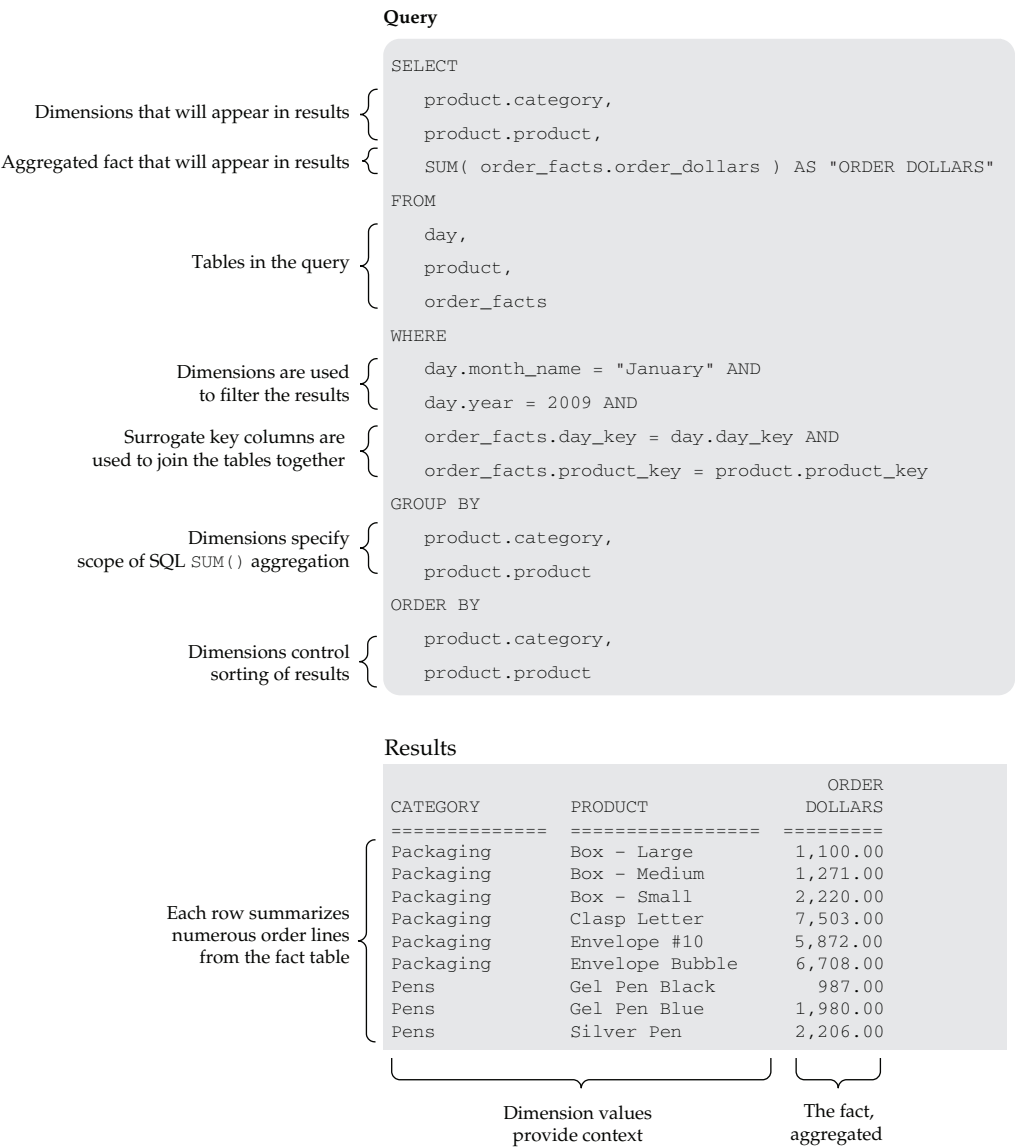 Query
SELECT
Dimensions that will appear in results
product.category,
product.product,
Aggregated fact that will appear in results
SUM( order_facts.order_dollars ) AS "ORDER DOLLARS"
FROM
Tables in the query
day,
product,
order_facts
WHERE
Dimensions are used
to filter the results
day.month_name = "January" AND
day.year = 2009 AND
Surrogate key columns are
used to join the tables together
order_facts.day_key = day.day_key AND
order_facts.product_key = product.product_key
GROUP BY
Dimensions specify
scope of SQL SUM() aggregation
product.category,
product.product
ORDER BY
Dimensions control
sorting of results
product.category,
product.product
Results
ORDER
CATEGORY PRODUCT DOLLARS
============== ================= =========
Each row summarizes
numerous order lines
from the fact table
Packaging Box – Large 1,100.00
Packaging Box – Medium 1,271.00
Packaging Box – Small 2,220.00
Packaging Clasp Letter 7,503.00
Packaging Envelope #10 5,872.00
Packaging Envelope Bubble 6,708.00
Pens Gel Pen Black 987.00
Pens Gel Pen Blue 1,980.00
Pens Silver Pen 2,206.00
Dimension values
provide context
The fact,
aggregated